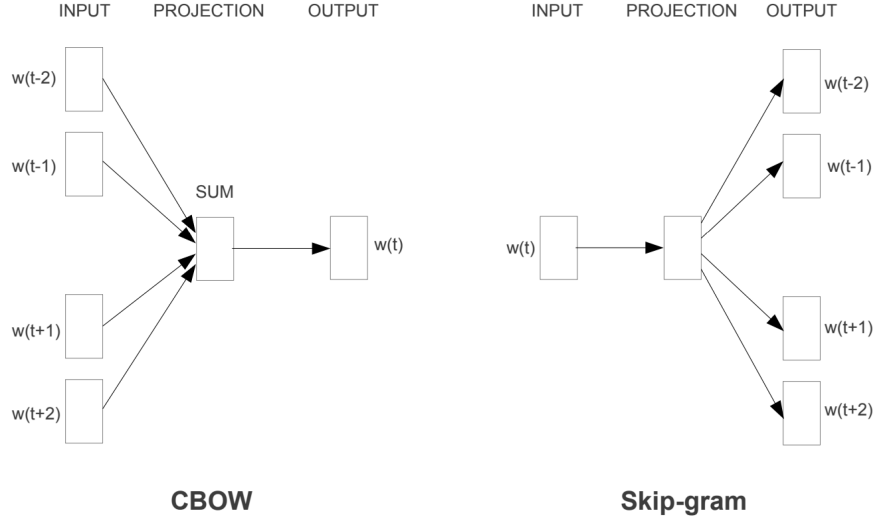 INPUT PROJECTION OUTPUT
w(t-2)
w(t-1)
SUM
w(t)
w(t+1)
w(t+2)
CBOW
INPUT PROJECTION OUTPUT
w(t-2)
w(t-1)
w(t)
w(t+1)
w(t+2)
Skip-gram